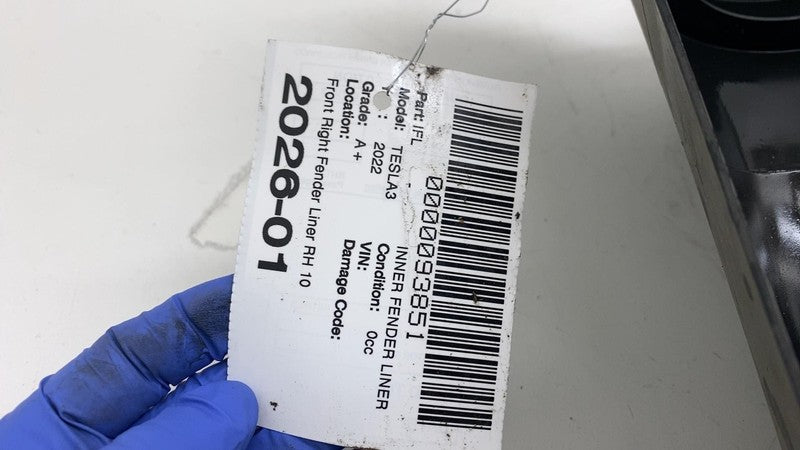 0000093851
Part: IFL INNER FENDER LINER
Model: TESLA3 Condition: 0cc
: 2022 VIN:
Grade: A+ Damage Code:
Location:
Front Right Fender Liner RH 10
2026-01